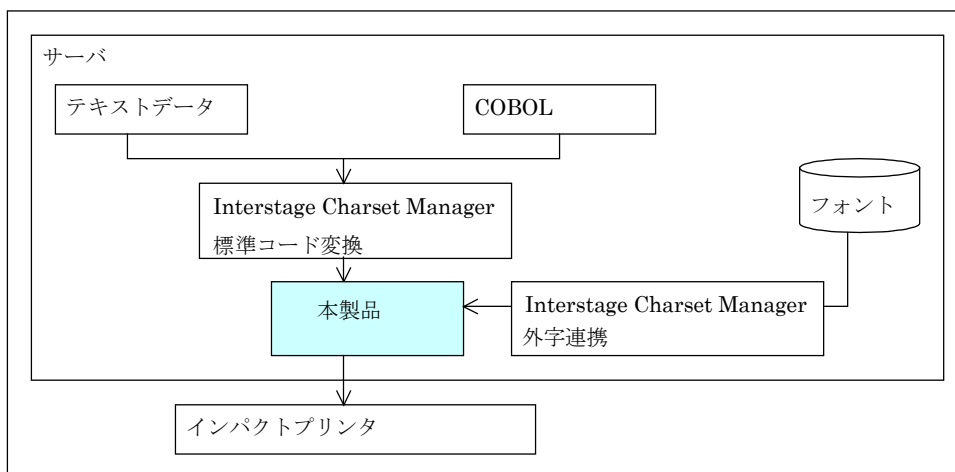 サーバ
テキストデータ
COBOL
Interstage Charset Manager
標準コード変換
フォント
本製品
Interstage Charset Manager
外字連携
インパクトプリンタ